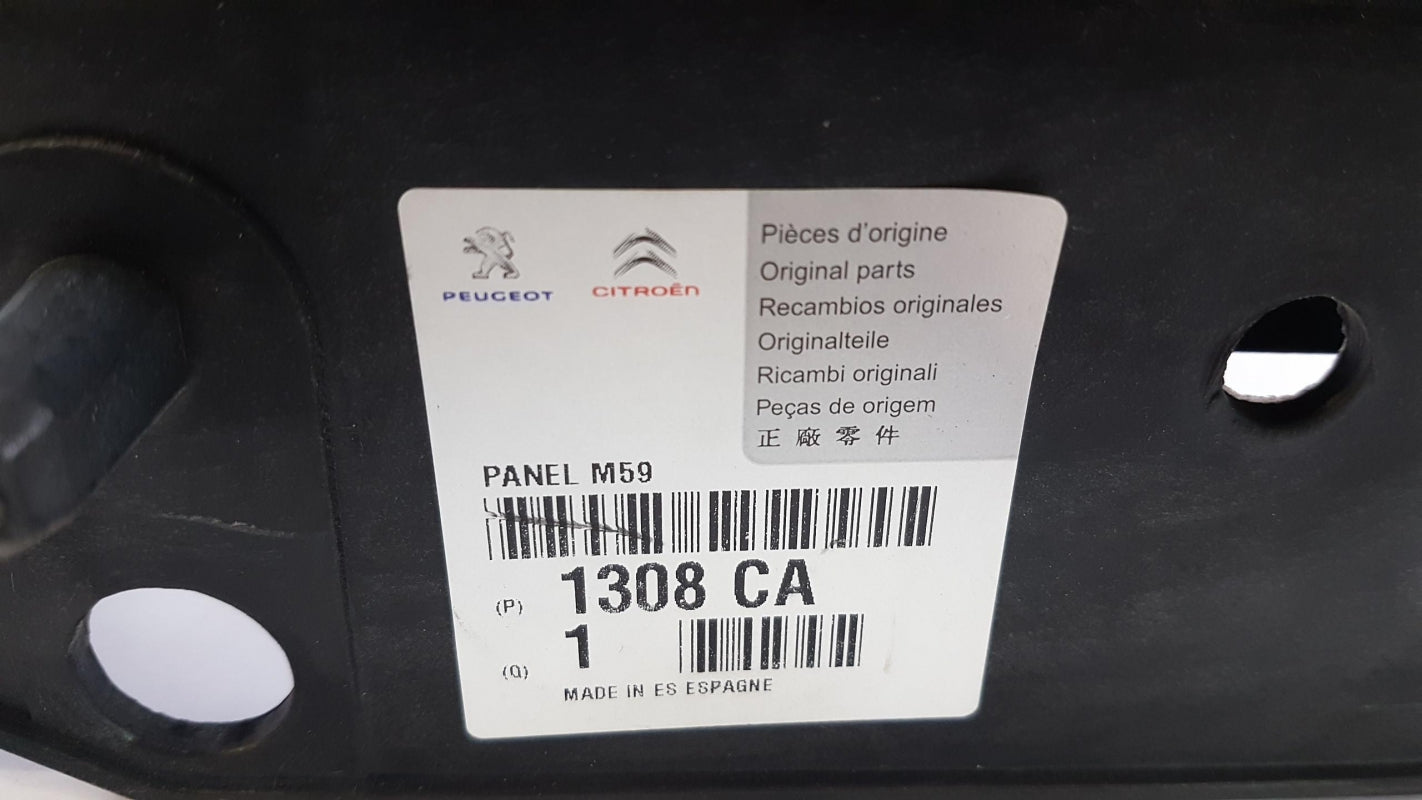 PEUGEOT
CITROËN
Pièces d'origine
Original parts
Recambios originales
Originalteile
Ricambi originali
Peças de origem
正廠零件
PANEL M59
(P) 1308 CA
(Q) 1
MADE IN ES ESPAGNE